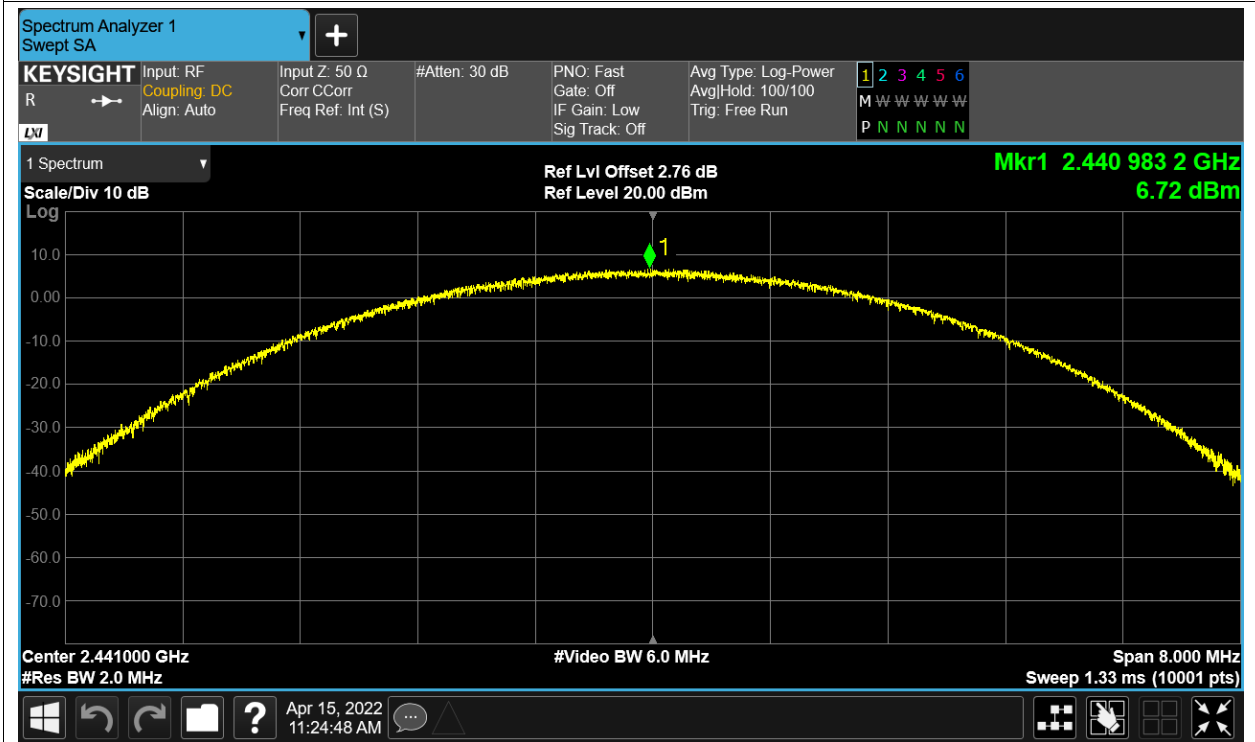 Spectrum Analyzer 1
Swept SA
+
KEYSIGHT
R
LXI
Input: RF
Coupling: DC
Align: Auto
Input Z: 50 Ω
Corr CCorr
Freq Ref: Int (S)
#Atten: 30 dB
PNO: Fast
Gate: Off
IF Gain: Low
Sig Track: Off
Avg Type: Log-Power
Avg|Hold: 100/100
Trig: Free Run
1 2 3 4 5 6
M W W W W W
P N N N N N
1 Spectrum
Scale/Div 10 dB
Log
Ref Lvl Offset 2.76 dB
Ref Level 20.00 dBm
Mkr1 2.440 983 2 GHz
6.72 dBm
1
10.0
0.00
-10.0
-20.0
-30.0
-40.0
-50.0
-60.0
-70.0
Center 2.441000 GHz
#Res BW 2.0 MHz
#Video BW 6.0 MHz
Span 8.000 MHz
Sweep 1.33 ms (10001 pts)
?
Apr 15, 2022
11:24:48 AM